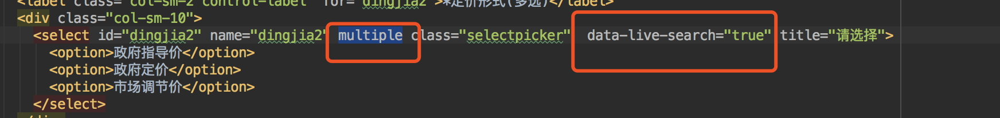 <label class="col-sm-2 control-label" for="dingjia2">*定价形式(多选)</label>
<div class="col-sm-10">
<select id="dingjia2" name="dingjia2" multiple class="selectpicker" data-live-search="true" title="请选择">
<option>政府指导价</option>
<option>政府定价</option>
<option>市场调节价</option>
</select>